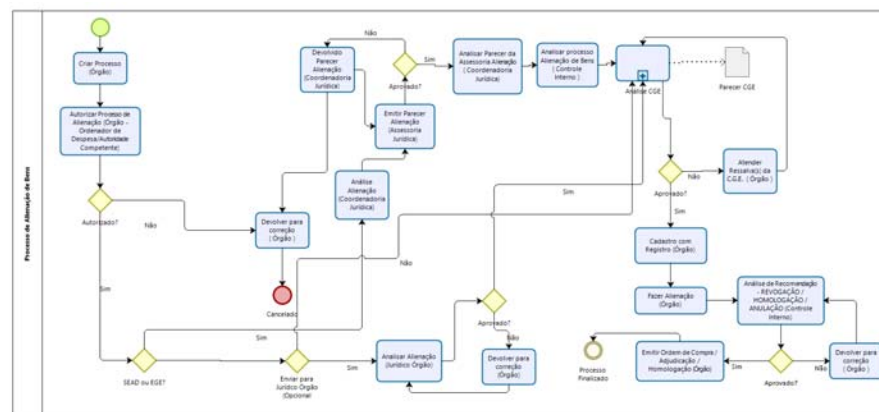 Processo de Alienação de Bens
Criar Processo
(Órgão)
Autorizar Processo de
Alienação (Órgão –
Ordenador de
Despesa/Autoridade
Competente)
Autorizado?
Não
Sim
SEAD ou EGE?
Sim
Devolver para
correção
( Órgão )
Cancelado
Devolvido
Parecer
Alienação
(Coordenadoria
Jurídica)
Não
Aprovado?
Sim
Emitir Parecer
Alienação
(Assessoria
Jurídica)
Análise
Alienação
(Coordenadoria
Jurídica)
Não
Enviar para
Jurídico Órgão
(Opcional
Sim
Analisar Alienação
(Jurídico Órgão)
Aprovado?
Sim
Não
Devolver para
correção
(Órgão)
Analisar Parecer da
Assessoria Alienação
( Coordenadoria
Jurídica)
Analisar processo
Alienação de Bens
( Controle
Interno )
Análise CGE
Parecer CGE
Aprovado?
Não
Atender
Ressalva(s) da
C.G.E. ( Órgão )
Sim
Cadastro com
Registro (Órgão)
Fazer Alienação
(Órgão)
Análise de Recomendação
- REVOGAÇÃO /
HOMOLOGAÇÃO /
ANULAÇÃO (Controle
Interno)
Aprovado?
Não
Devolver para
correção
( Órgão )
Sim
Emitir Ordem de Compra /
Adjudicação /
Homologação (Órgão)
Processo
Finalizado